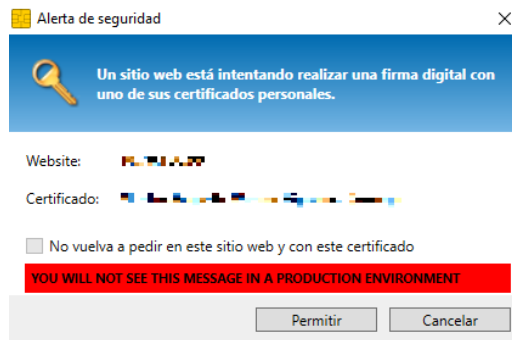 Alerta de seguridad
Un sitio web está intentando realizar una firma digital con
uno de sus certificados personales.
Website:
Certificado:
No vuelva a pedir en este sitio web y con este certificado
YOU WILL NOT SEE THIS MESSAGE IN A PRODUCTION ENVIRONMENT
Permitir Cancelar